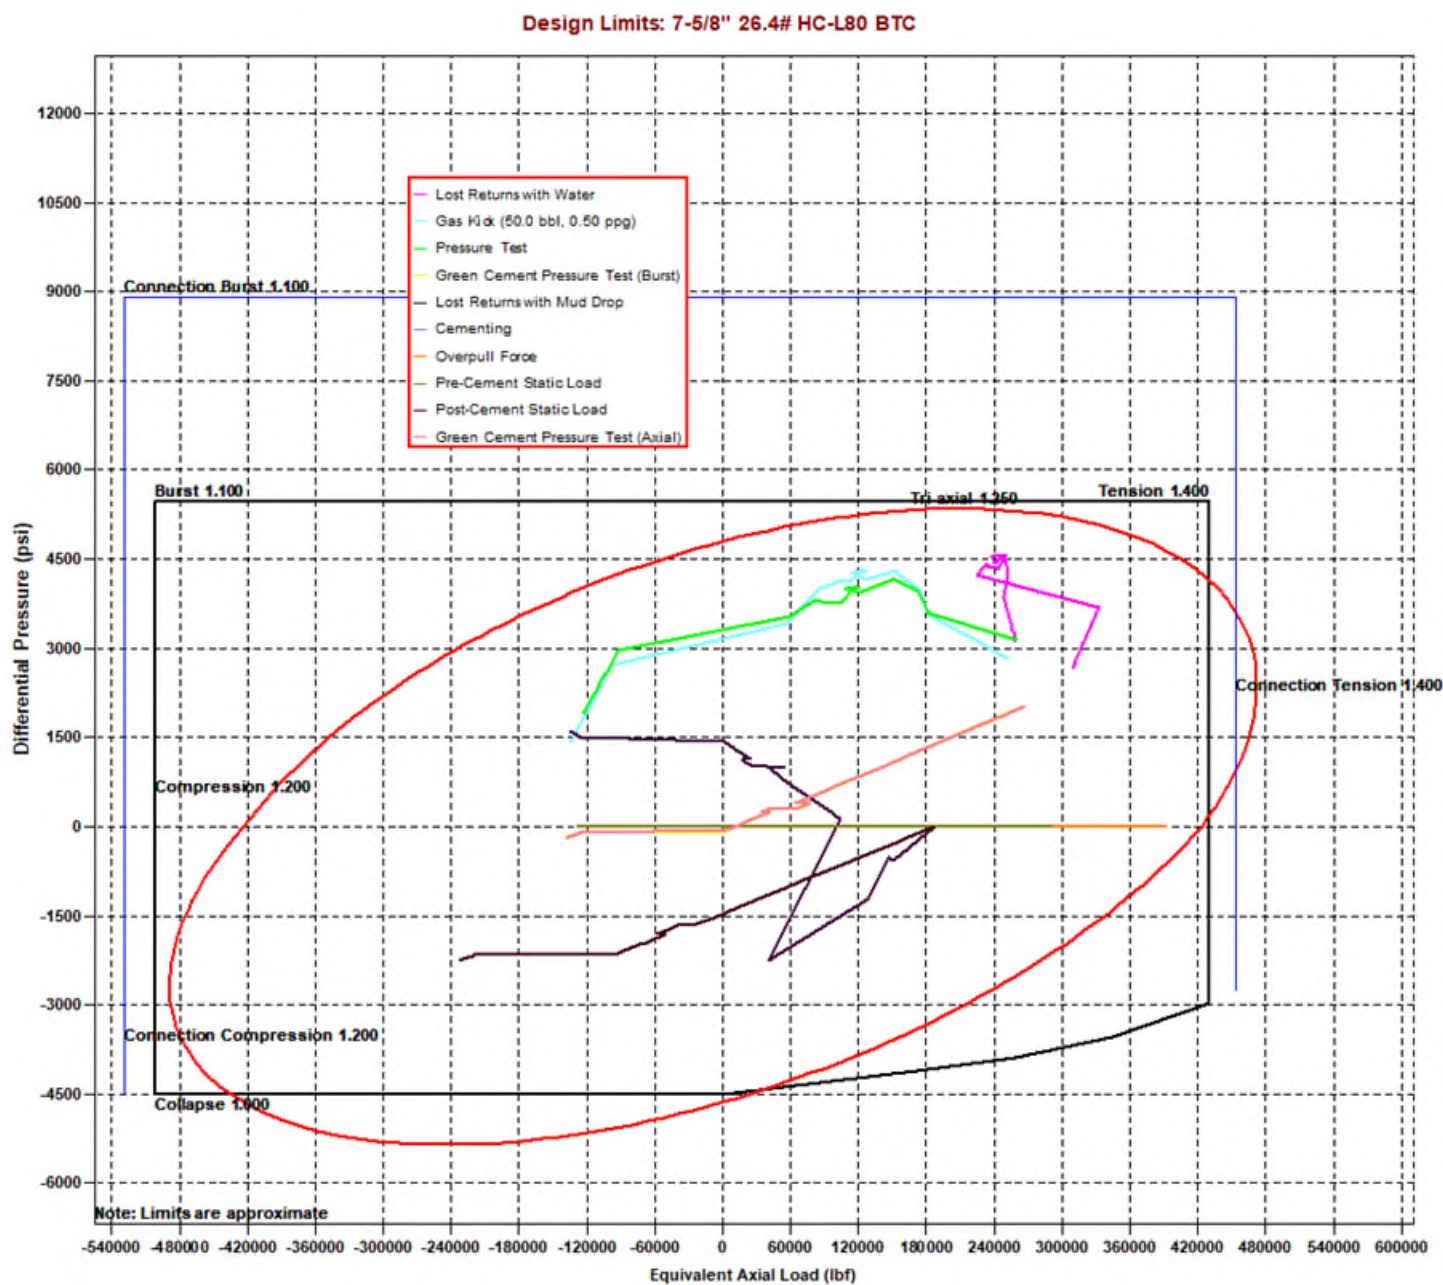 Design Limits: 7-5/8" 26.4# HC-L80 BTC
12000
10500
Lost Returns with Water
Gas Kick (50.0 bbl, 0.50 ppg)
Pressure Test
Green Cement Pressure Test (Burst)
Lost Returns with Mud Drop
Cementing
Overpull Force
Pre-Cement Static Load
Post-Cement Static Load
Green Cement Pressure Test (Axial)
9000
Connection Burst 1.100
7500
6000
Burst 1.100
Tri axial 1.250
Tension 1.400
4500
Differential Pressure (psi)
3000
Connection Tension 1.400
1500
Compression 1.200
0
-1500
-3000
Connection Compression 1.200
-4500
Collapse 1.000
-6000
Note: Limits are approximate
-540000 -480000 -420000 -360000 -300000 -240000 -180000 -120000 -60000 0 60000 120000 180000 240000 300000 360000 420000 480000 540000 600000
Equivalent Axial Load (lbf)